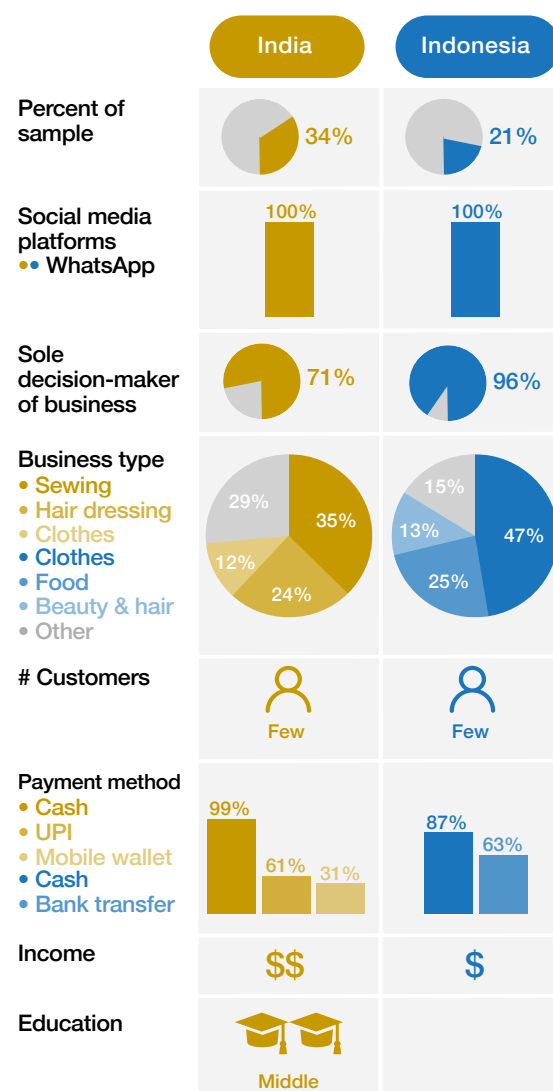 India
Indonesia
Percent of
sample
34%
21%
Social media
platforms
•• WhatsApp
100%
100%
Sole
decision-maker
of business
71%
96%
Business type
• Sewing
• Hair dressing
• Clothes
• Clothes
• Food
• Beauty & hair
• Other
29%
35%
12%
24%
15%
13%
47%
25%
# Customers
Few
Few
Payment method
• Cash
• UPI
• Mobile wallet
• Cash
• Bank transfer
99%
61%
31%
87%
63%
Income
$$
$
Education
Middle